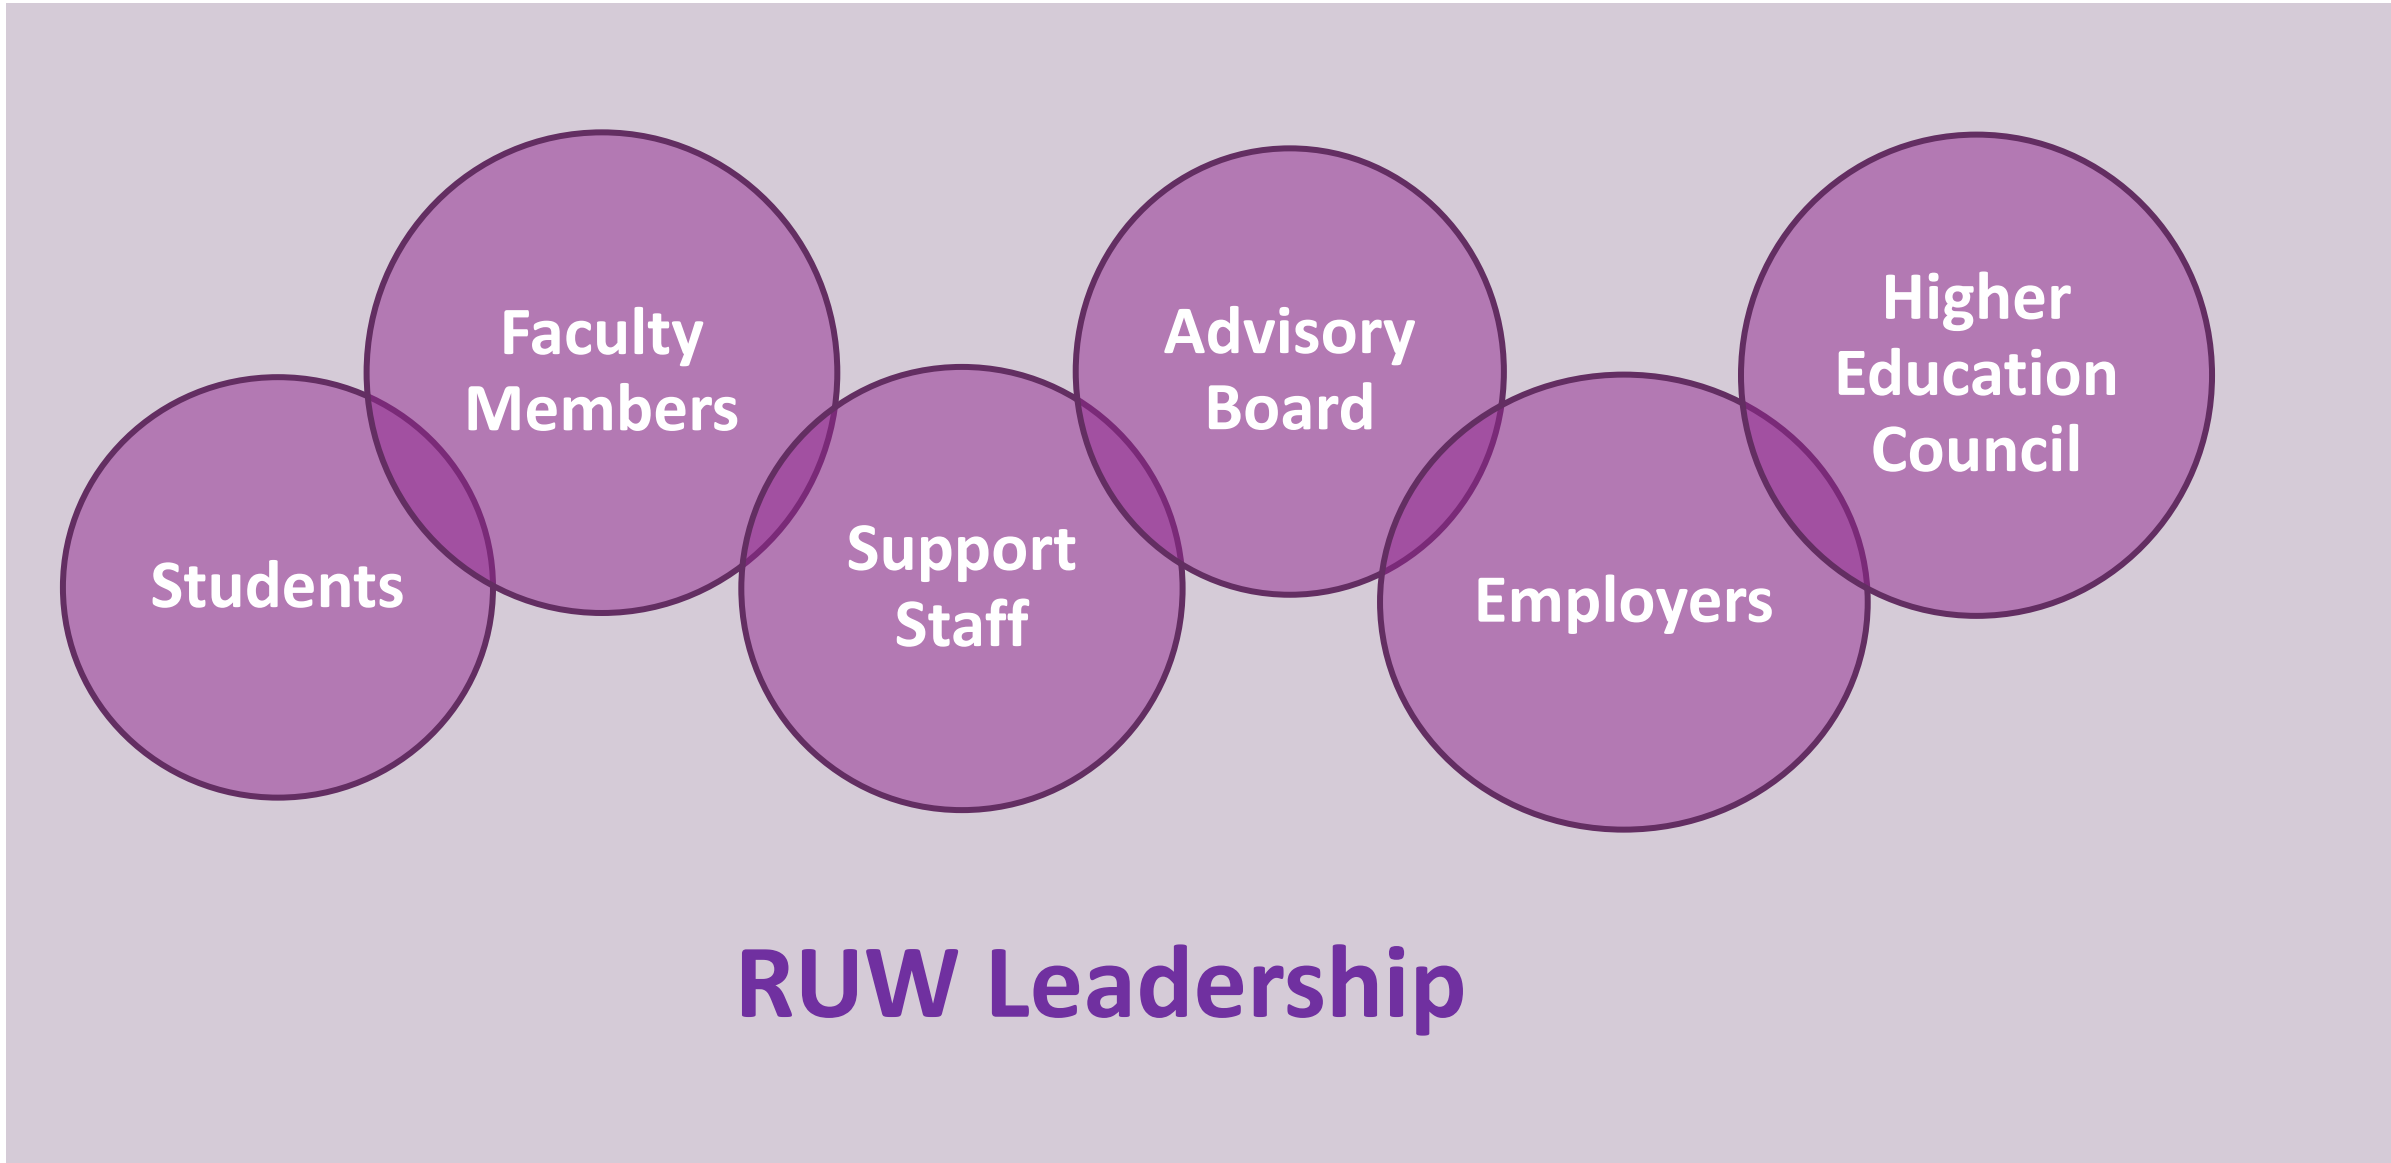 Students
Faculty
Members
Support
Staff
Advisory
Board
Employers
Higher
Education
Council
RUW Leadership